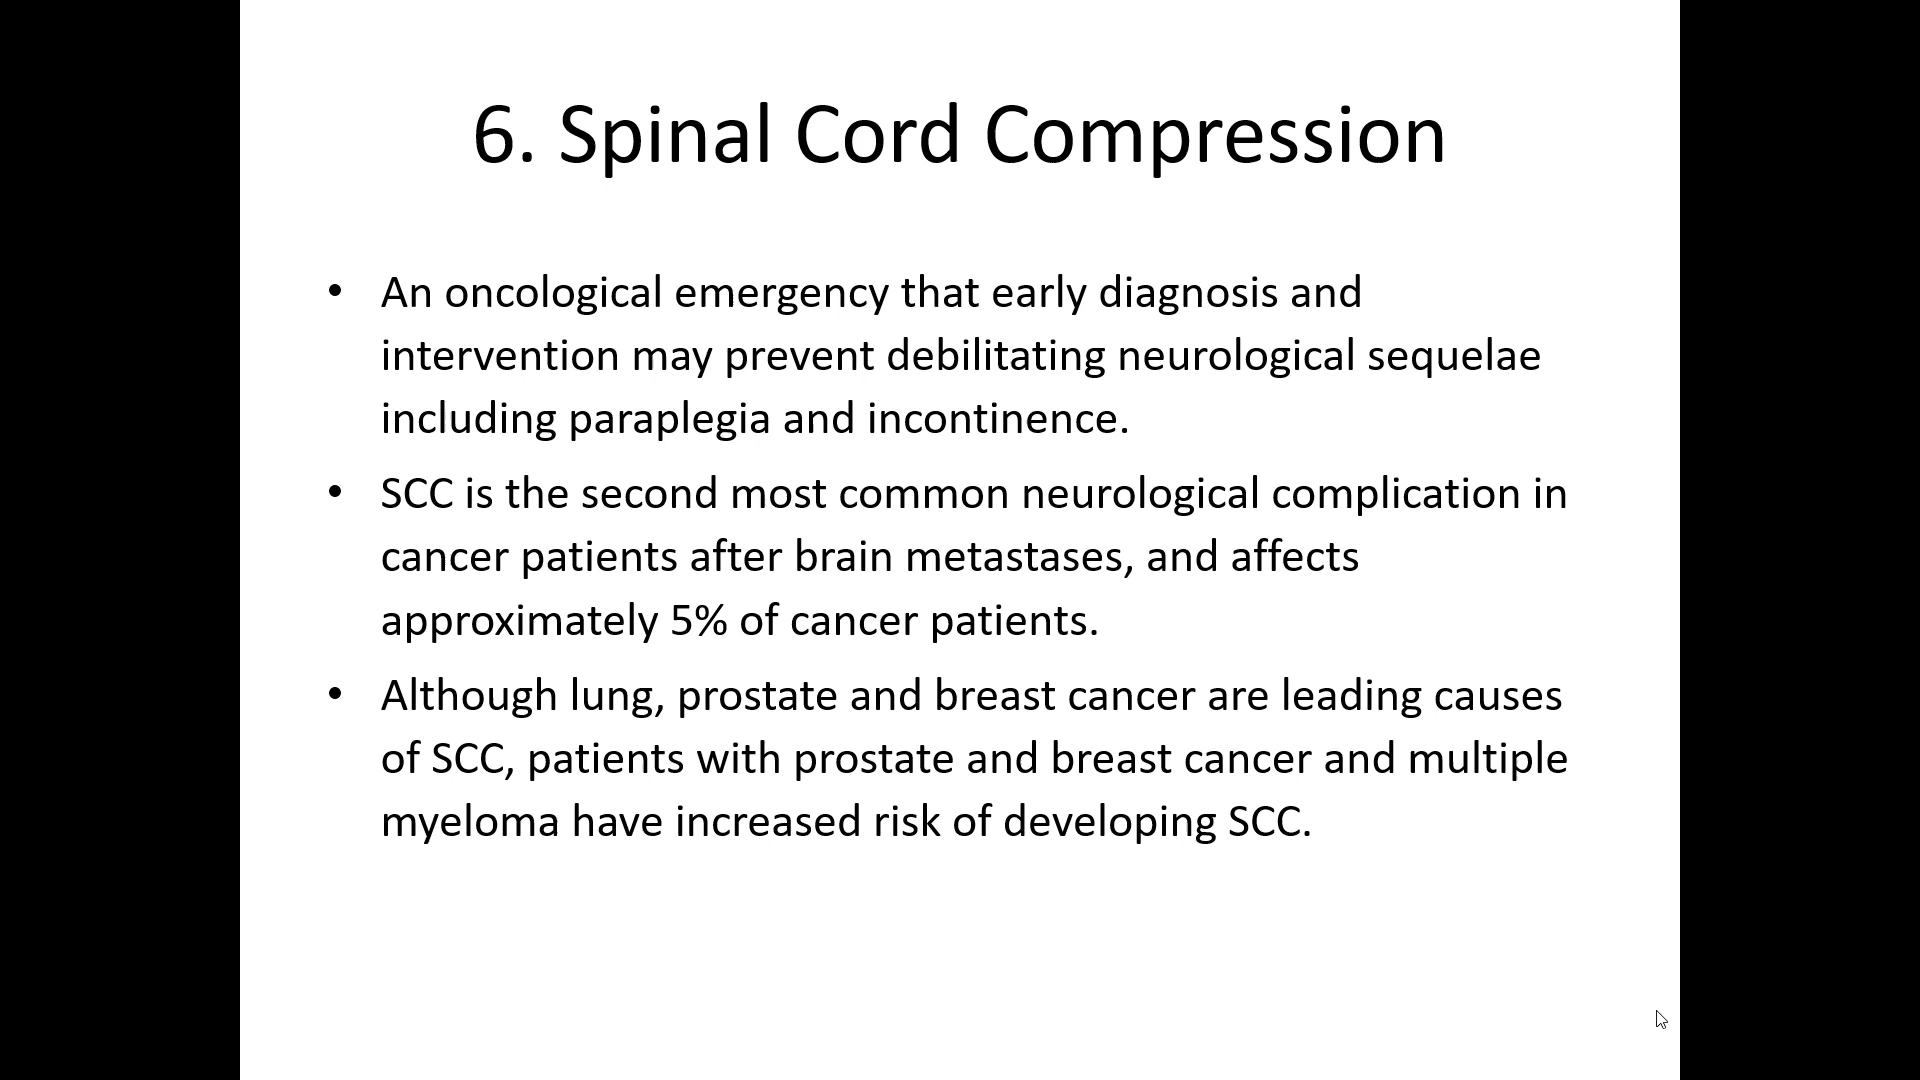 6. Spinal Cord Compression
• An oncological emergency that early diagnosis and
intervention may prevent debilitating neurological sequelae
including paraplegia and incontinence.
• SCC is the second most common neurological complication in
cancer patients after brain metastases, and affects
approximately 5% of cancer patients.
• Although lung, prostate and breast cancer are leading causes
of SCC, patients with prostate and breast cancer and multiple
myeloma have increased risk of developing SCC.